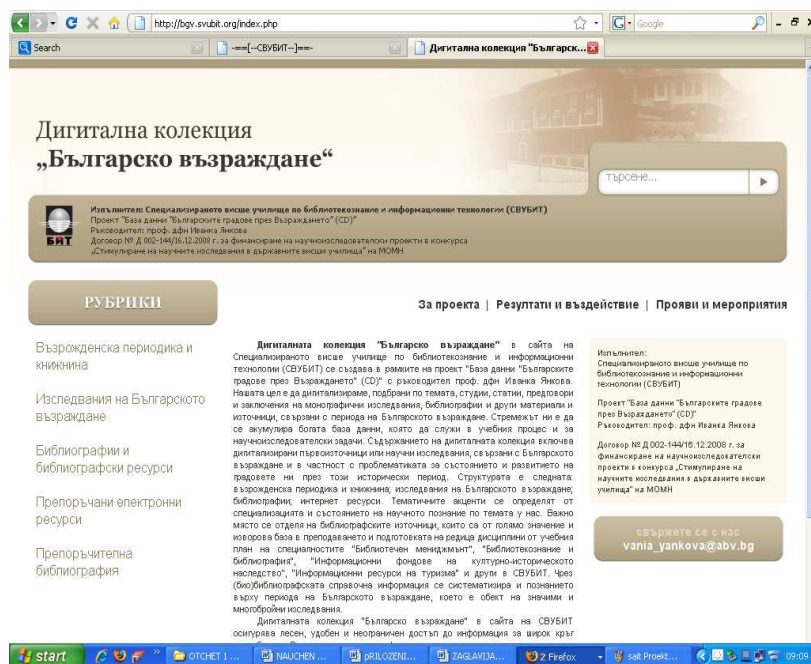 http://bgv.svubit.org/index.php
Google
Search
-==[--СВУБИТ--]==-
Дигитална колекция "Българск...
Дигитална колекция
„Българско възраждане“
търсене...
БИТ
Изпълнител: Специализираното висше училище по библиотекознание и информационни технологии (СВУБИТ)
Проект "База данни "Българските градове през Възраждането" (CD)"
Ръководител: проф. дфн Иванка Янкова
Договор № Д 002-144/16.12.2008 г. за финансиране на научноизследователски проекти в конкурса
„Стимулиране на научните изследвания в държавните висши училища" на МОМН
РУБРИКИ
За проекта | Резултати и въздействие | Прояви и мероприятия
Възрожденска периодика и
книжнина
Изследвания на Българското
възраждане
Библиографии и
библиографски ресурси
Препоръчани електронни
ресурси
Препоръчителна
библиография
Дигиталната колекция "Българско възраждане" в сайта на
Специализираното висше училище по библиотекознание и информационни
технологии (СВУБИТ) се създава в рамките на проект "База данни "Българските
градове през Възраждането" (CD)" с ръководител проф. дфн Иванка Янкова.
Нашата цел е да дигитализираме, подбрани по темата, студии, статии, предговори
и заключения на монографични изследвания, библиографии и други материали и
източници, свързани с периода на Българското възраждане. Стремежът ни е да
се акумулира богата база данни, която да служи в учебния процес и за
научноизследователски задачи. Съдържанието на дигиталната колекция включва
дигитализирани първоизточници или научни изследвания, свързани с Българското
възраждане и в частност с проблематиката за състоянието и развитието на
градовете ни през този исторически период. Структурата е следната:
възрожденска периодика и книжнина; изследвания на Българското възраждане;
библиографии; интернет ресурси. Тематичните акценти се определят от
специализацията и състоянието на научното познание по темата у нас. Важно
място се отделя на библиографските източници, които са от голямо значение и
изворова база в преподаването и подготовката на редица дисциплини от учебния
план на специалностите "Библиотечен мениджмънт", "Библиотекознание и
библиография", "Информационни фондове на културно-историческото
наследство", "Информационни ресурси на туризма" и други в СВУБИТ. Чрез
(био)библиографската справочна информация се систематизира и познанието
върху периода на Българското възраждане, което е обект на значими и
многобройни изследвания.
Дигиталната колекция "Българско възраждане" в сайта на СВУБИТ
осигурява лесен, удобен и неограничен достъп до информация за широк кръг
Изпълнител:
Специализираното висше училище по
библиотекознание и информационни
технологии (СВУБИТ)
Проект "База данни "Българските градове
през Възраждането" (CD)"
Ръководител: проф. дфн Иванка Янкова
Договор № Д 002-144/16.12.2008 г. за
финансиране на научноизследователски
проекти в конкурса „Стимулиране на
научните изследвания в държавните висши
училища" на МОМН
свържете се с нас
vania_yankova@abv.bg
start
OTCHET 1 ...
NAUCHEN ...
pRILOZENI...
ZAGLAVIJA...
2 Firefox
sait Proekt...
09:09